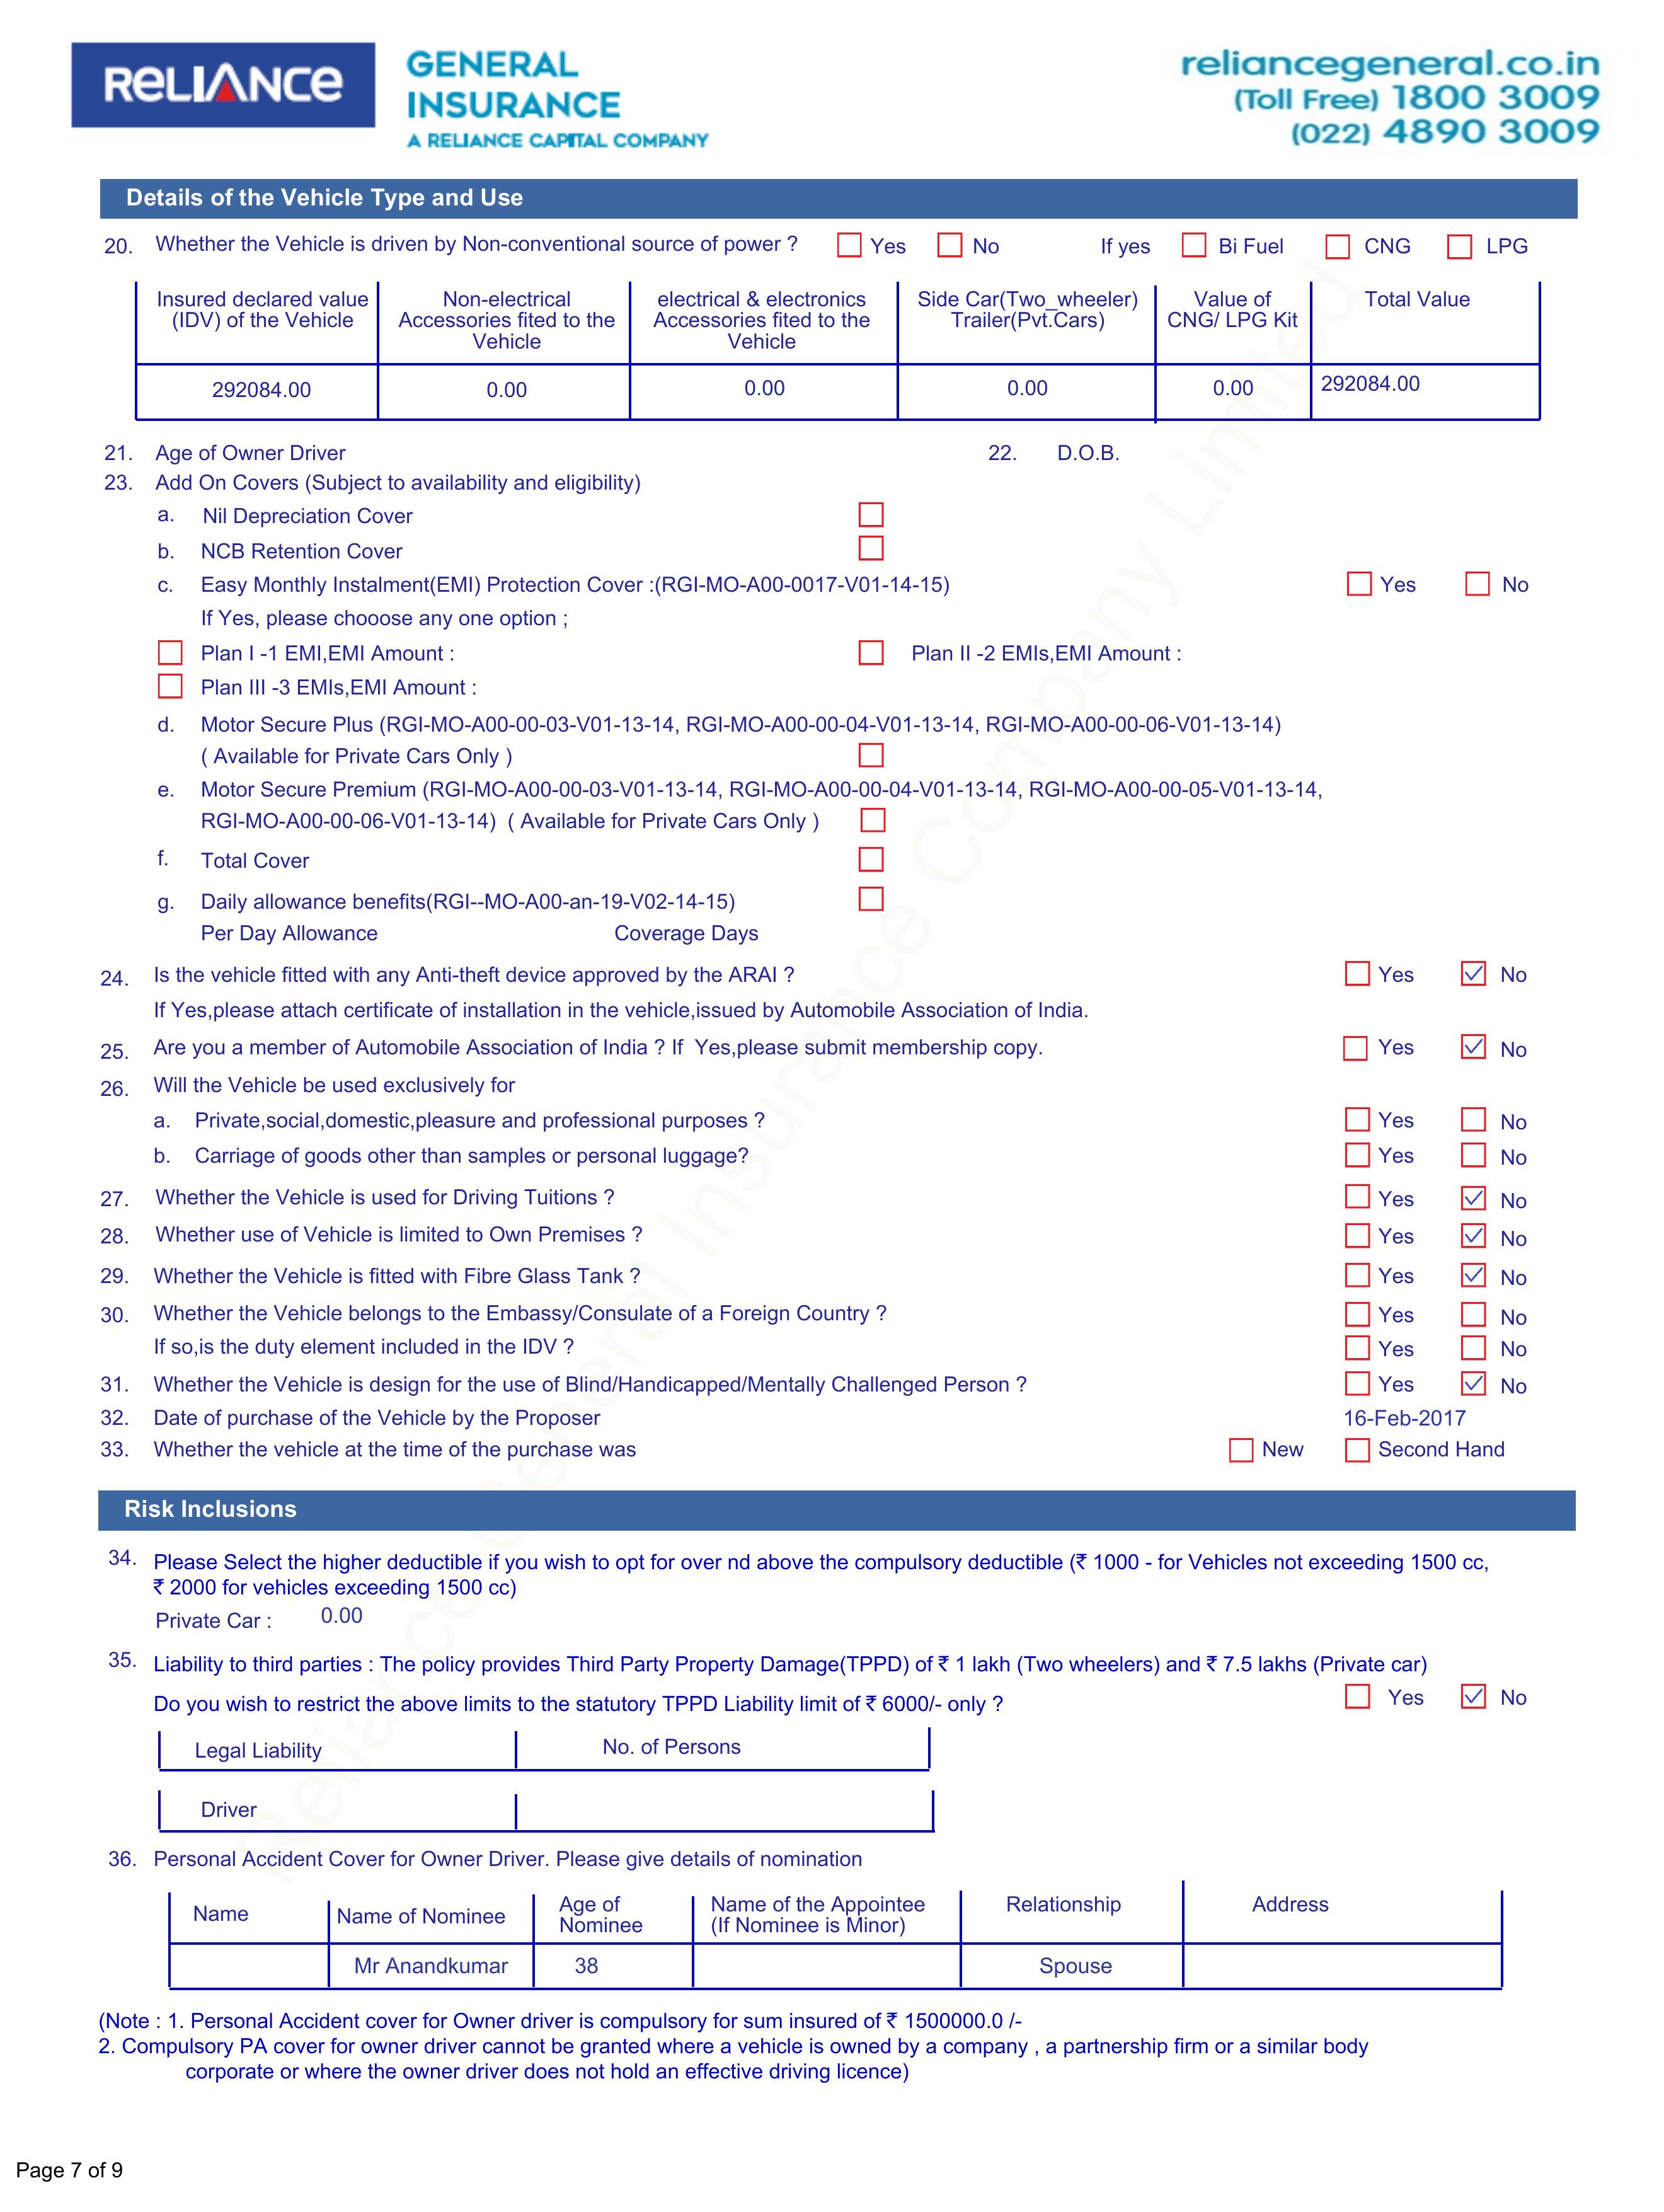 RELIANCE
GENERAL
INSURANCE
A RELIANCE CAPITAL COMPANY
reliancegeneral.co.in
(Toll Free) 1800 3009
(022) 4890 3009
Details of the Vehicle Type and Use
20. Whether the Vehicle is driven by Non-conventional source of power ? Yes No If yes Bi Fuel CNG LPG
Insured declared value (IDV) of the Vehicle
Non-electrical Accessories fited to the Vehicle
electrical & electronics Accessories fited to the Vehicle
Side Car(Two_wheeler) Trailer(Pvt.Cars)
Value of CNG/ LPG Kit
Total Value
292084.00 0.00 0.00 0.00 0.00 292084.00
21. Age of Owner Driver 22. D.O.B.
23. Add On Covers (Subject to availability and eligibility)
a. Nil Depreciation Cover
b. NCB Retention Cover
c. Easy Monthly Instalment(EMI) Protection Cover :(RGI-MO-A00-0017-V01-14-15) Yes No
If Yes, please chooose any one option ;
Plan I -1 EMI,EMI Amount : Plan II -2 EMIs,EMI Amount :
Plan III -3 EMIs,EMI Amount :
d. Motor Secure Plus (RGI-MO-A00-00-03-V01-13-14, RGI-MO-A00-00-04-V01-13-14, RGI-MO-A00-00-06-V01-13-14)
( Available for Private Cars Only )
e. Motor Secure Premium (RGI-MO-A00-00-03-V01-13-14, RGI-MO-A00-00-04-V01-13-14, RGI-MO-A00-00-05-V01-13-14,
RGI-MO-A00-00-06-V01-13-14) ( Available for Private Cars Only )
f. Total Cover
g. Daily allowance benefits(RGI--MO-A00-an-19-V02-14-15)
Per Day Allowance Coverage Days
24. Is the vehicle fitted with any Anti-theft device approved by the ARAI ? Yes ✓ No
If Yes,please attach certificate of installation in the vehicle,issued by Automobile Association of India.
25. Are you a member of Automobile Association of India ? If Yes,please submit membership copy. Yes ✓ No
26. Will the Vehicle be used exclusively for
a. Private,social,domestic,pleasure and professional purposes ? Yes No
b. Carriage of goods other than samples or personal luggage? Yes No
27. Whether the Vehicle is used for Driving Tuitions ? Yes ✓ No
28. Whether use of Vehicle is limited to Own Premises ? Yes ✓ No
29. Whether the Vehicle is fitted with Fibre Glass Tank ? Yes ✓ No
30. Whether the Vehicle belongs to the Embassy/Consulate of a Foreign Country ? Yes No
If so,is the duty element included in the IDV ? Yes No
31. Whether the Vehicle is design for the use of Blind/Handicapped/Mentally Challenged Person ? Yes ✓ No
32. Date of purchase of the Vehicle by the Proposer 16-Feb-2017
33. Whether the vehicle at the time of the purchase was New Second Hand
Risk Inclusions
34. Please Select the higher deductible if you wish to opt for over nd above the compulsory deductible (₹ 1000 - for Vehicles not exceeding 1500 cc,
₹ 2000 for vehicles exceeding 1500 cc)
Private Car : 0.00
35. Liability to third parties : The policy provides Third Party Property Damage(TPPD) of ₹ 1 lakh (Two wheelers) and ₹ 7.5 lakhs (Private car)
Do you wish to restrict the above limits to the statutory TPPD Liability limit of ₹ 6000/- only ? Yes ✓ No
Legal Liability No. of Persons
Driver
36. Personal Accident Cover for Owner Driver. Please give details of nomination
Name
Name of Nominee
Age of Nominee
Name of the Appointee (If Nominee is Minor)
Relationship
Address
Mr Anandkumar 38 Spouse
(Note : 1. Personal Accident cover for Owner driver is compulsory for sum insured of ₹ 1500000.0 /-
2. Compulsory PA cover for owner driver cannot be granted where a vehicle is owned by a company , a partnership firm or a similar body
corporate or where the owner driver does not hold an effective driving licence)
Reliance General Insurance Company Limited
Page 7 of 9